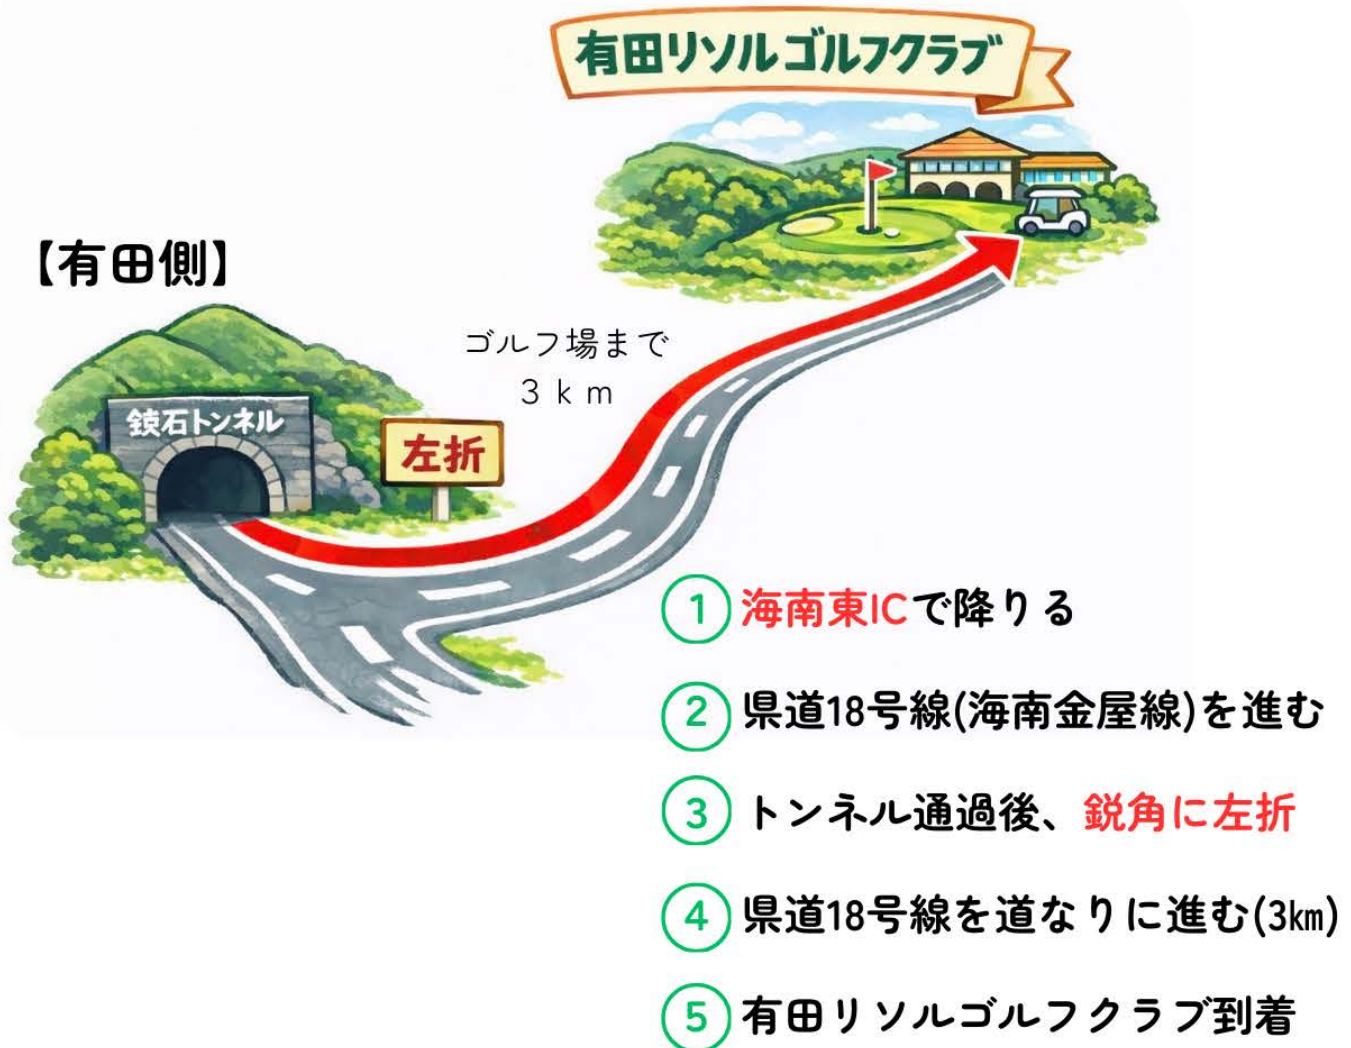 有田リソルゴルフクラブ
【有田側】
ゴルフ場まで
3km
鏡石トンネル
左折
① 海南東ICで降りる
② 県道18号線(海南金屋線)を進む
③ トンネル通過後、鋭角に左折
④ 県道18号線を道なりに進む(3㎞)
⑤ 有田リソルゴルフクラブ到着